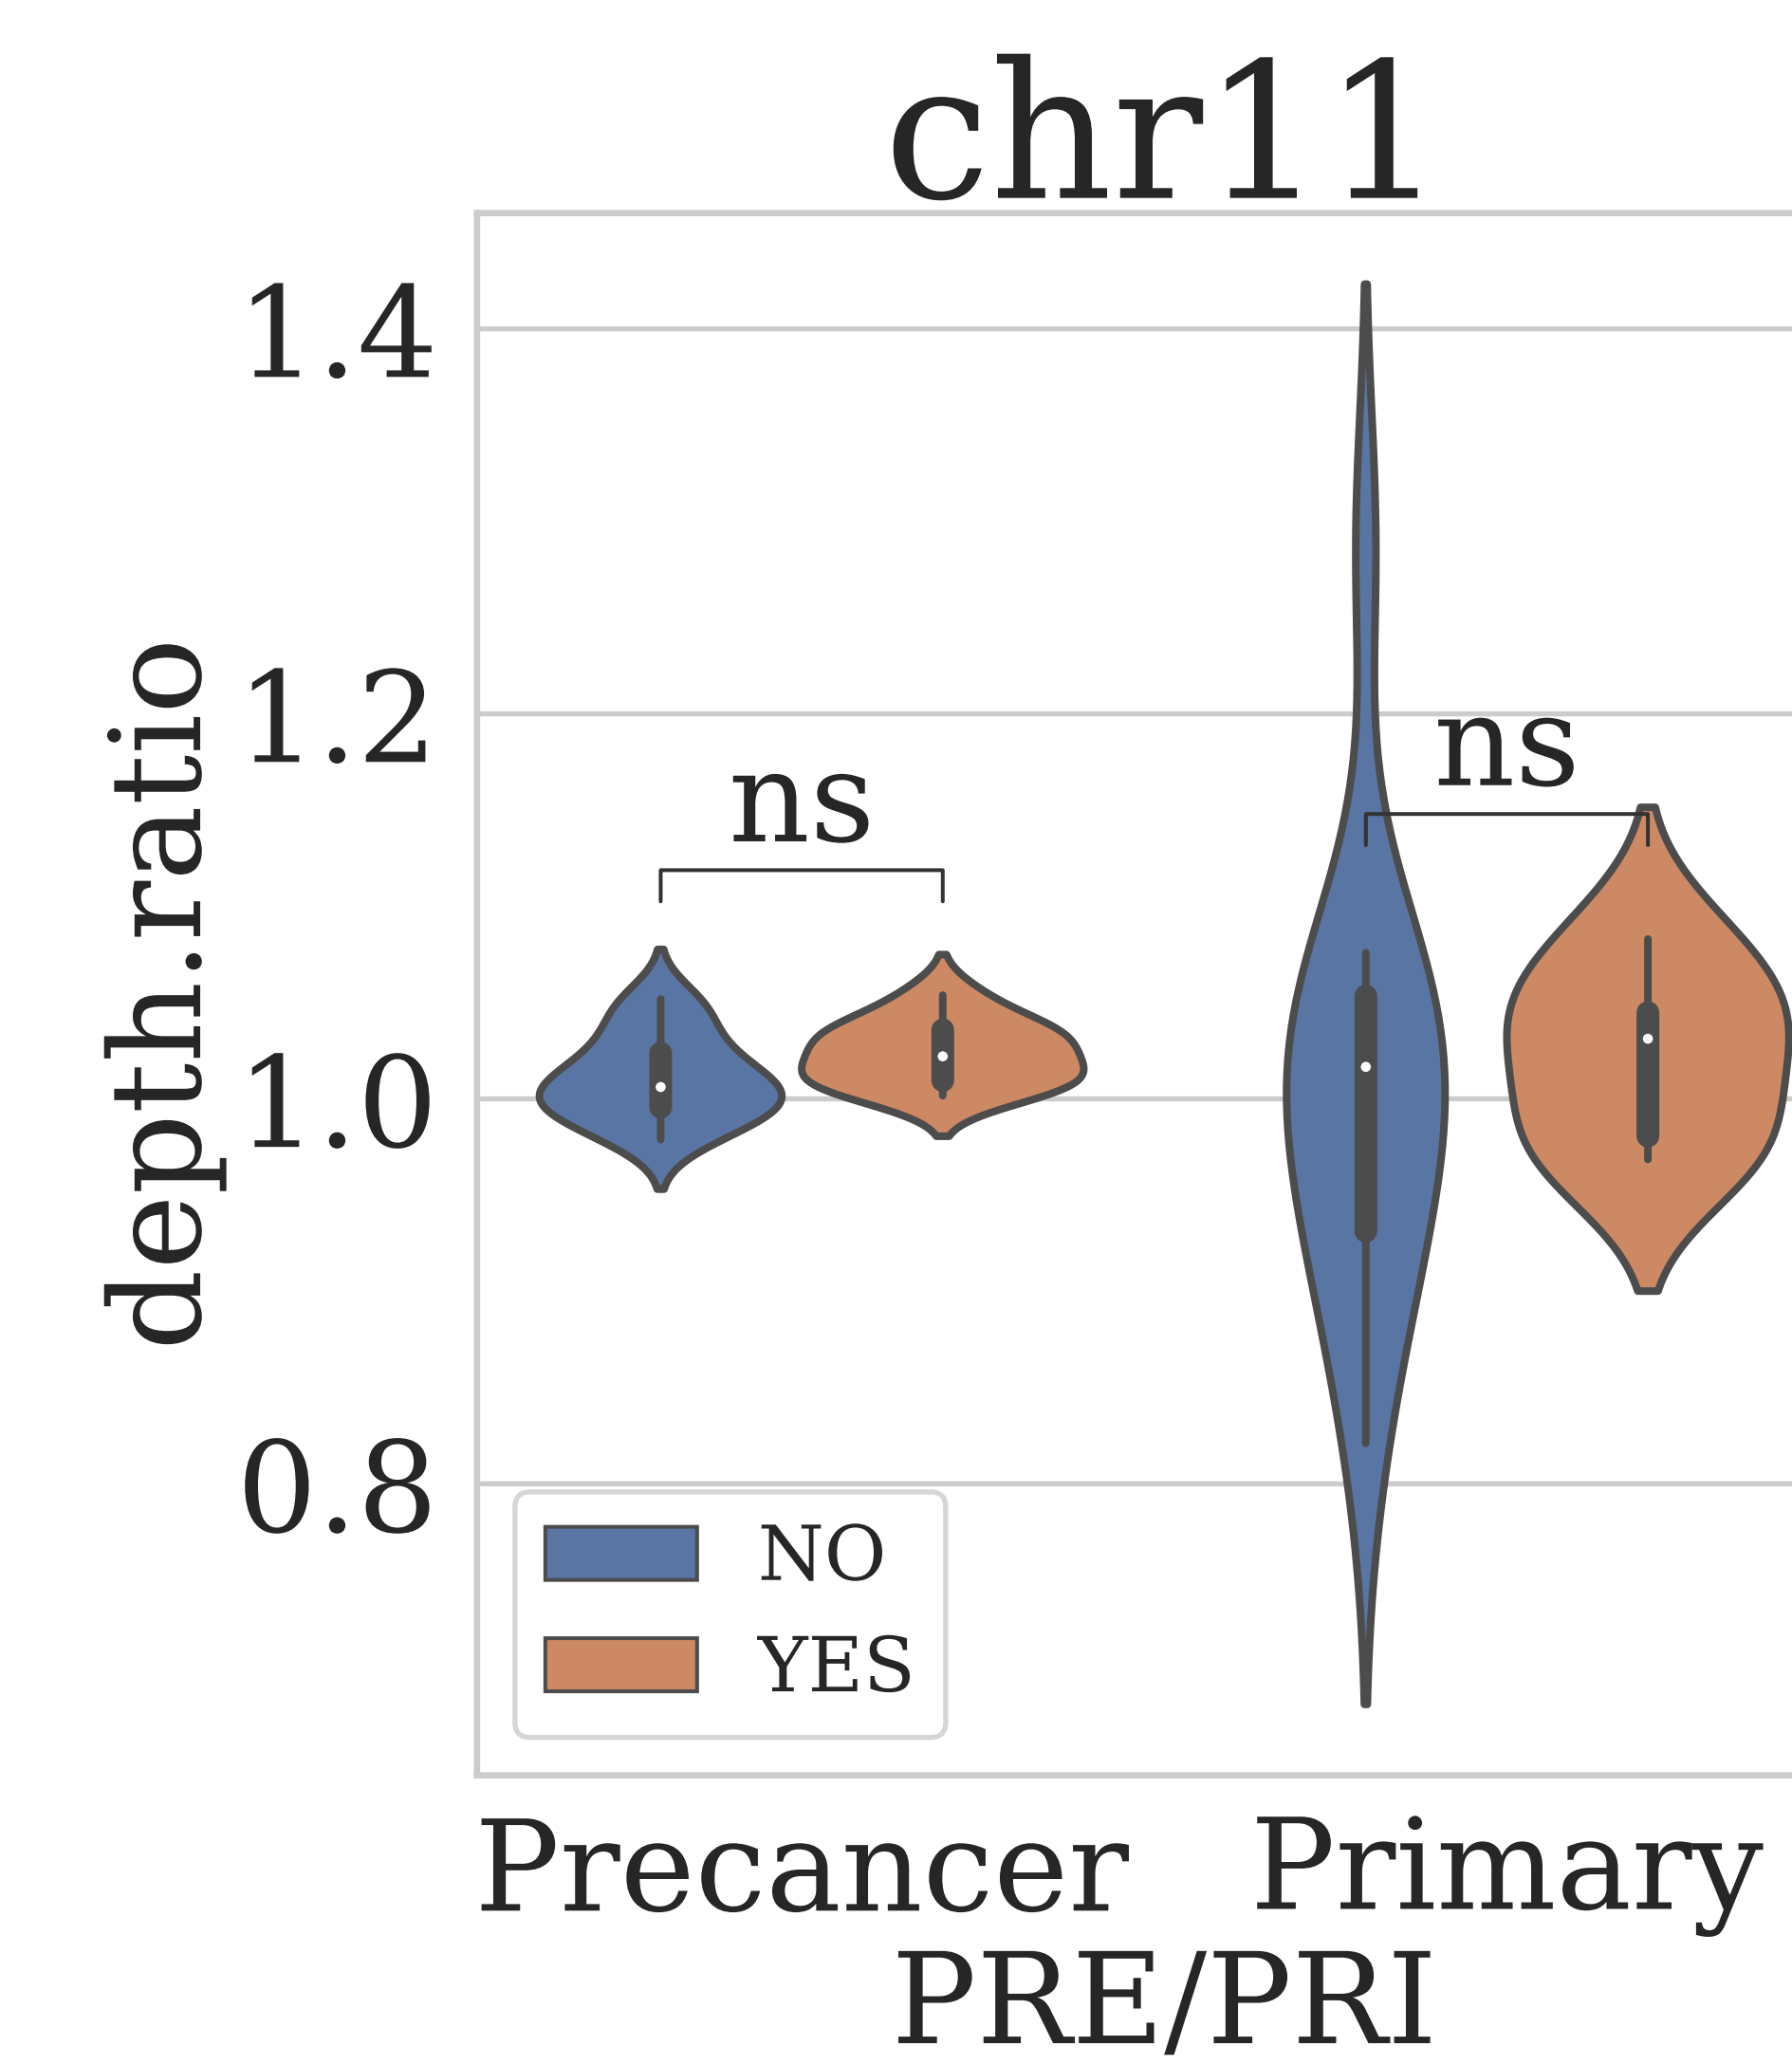 chr11
1.4
1.2
1.0
0.8
depth.ratio
ns
ns
NO
YES
Precancer
Primary
PRE/PRI